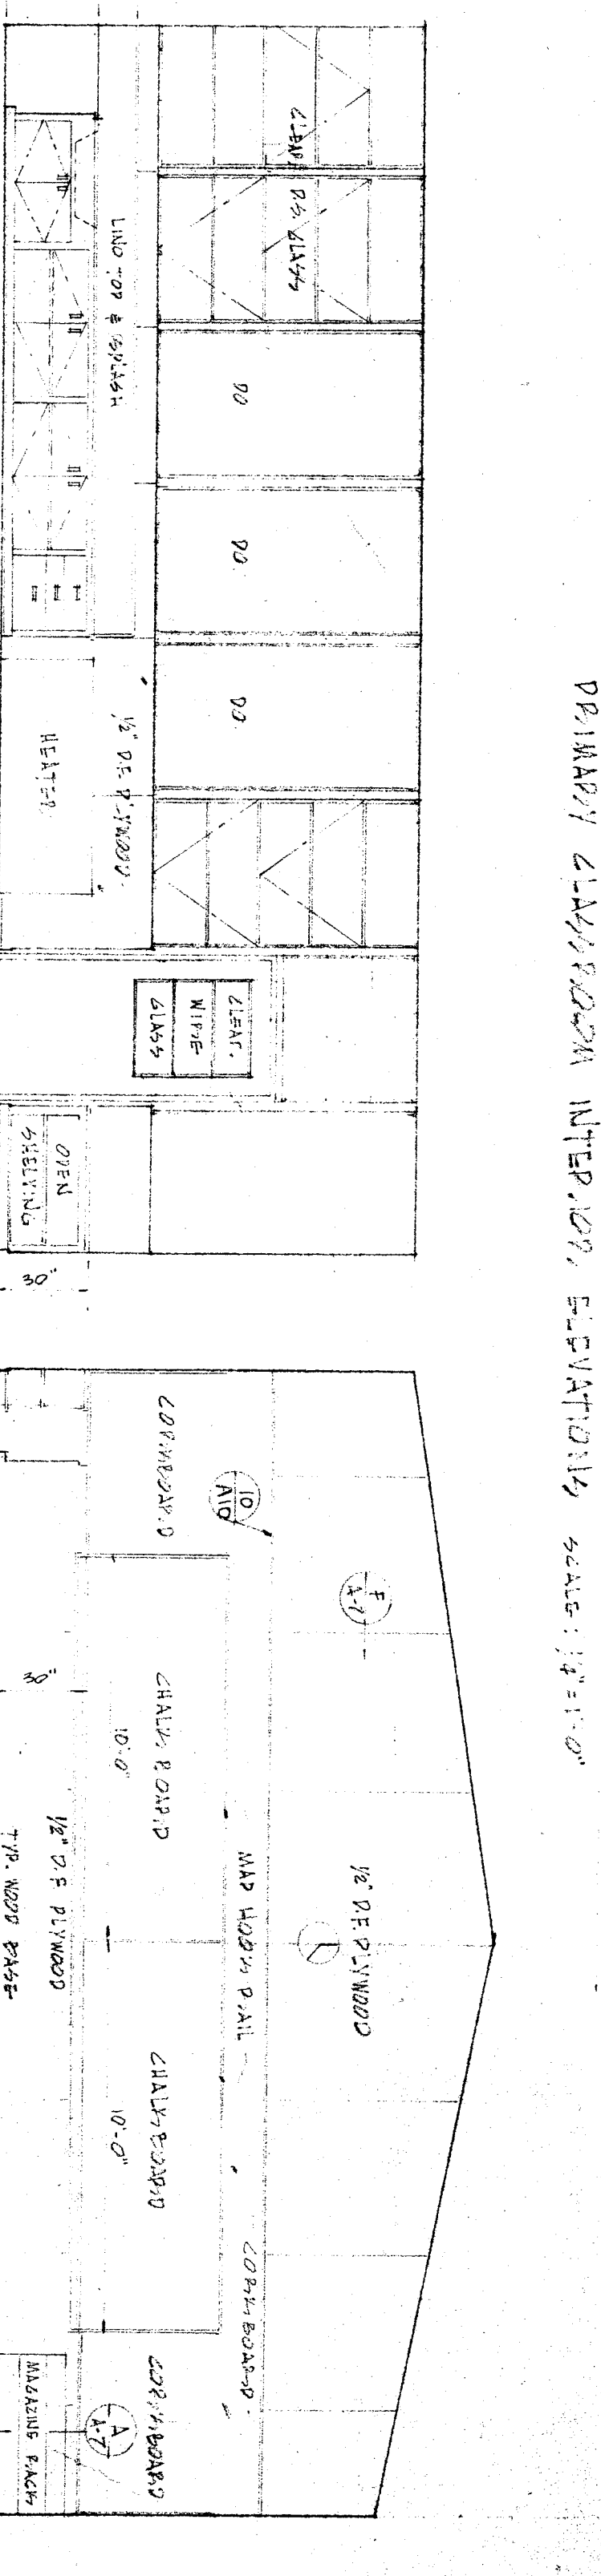 PRIMARY CLASSROOM INTERIOR ELEVATIONS SCALE: 1/4" = 1'-0"
CLEAR D.S. GLASS
DO
DO.
DO.
LINO TOP & SPLASH
1/2" D.F. PLYWOOD.
HEATER
CLEAR.
WIRE
GLASS
OPEN
SHELVING
30"
CORKBOARD
10
A10
F
A-7
CHALKBOARD
10'-0"
30"
MAP HOOK RAIL
1/2" D.F. PLYWOOD
1/2" D.F. PLYWOOD
TYP. WOOD BASE
CHALKBOARD
10'-0"
CORKBOARD.
CORKBOARD
A
A-7
MAGAZINE RACK